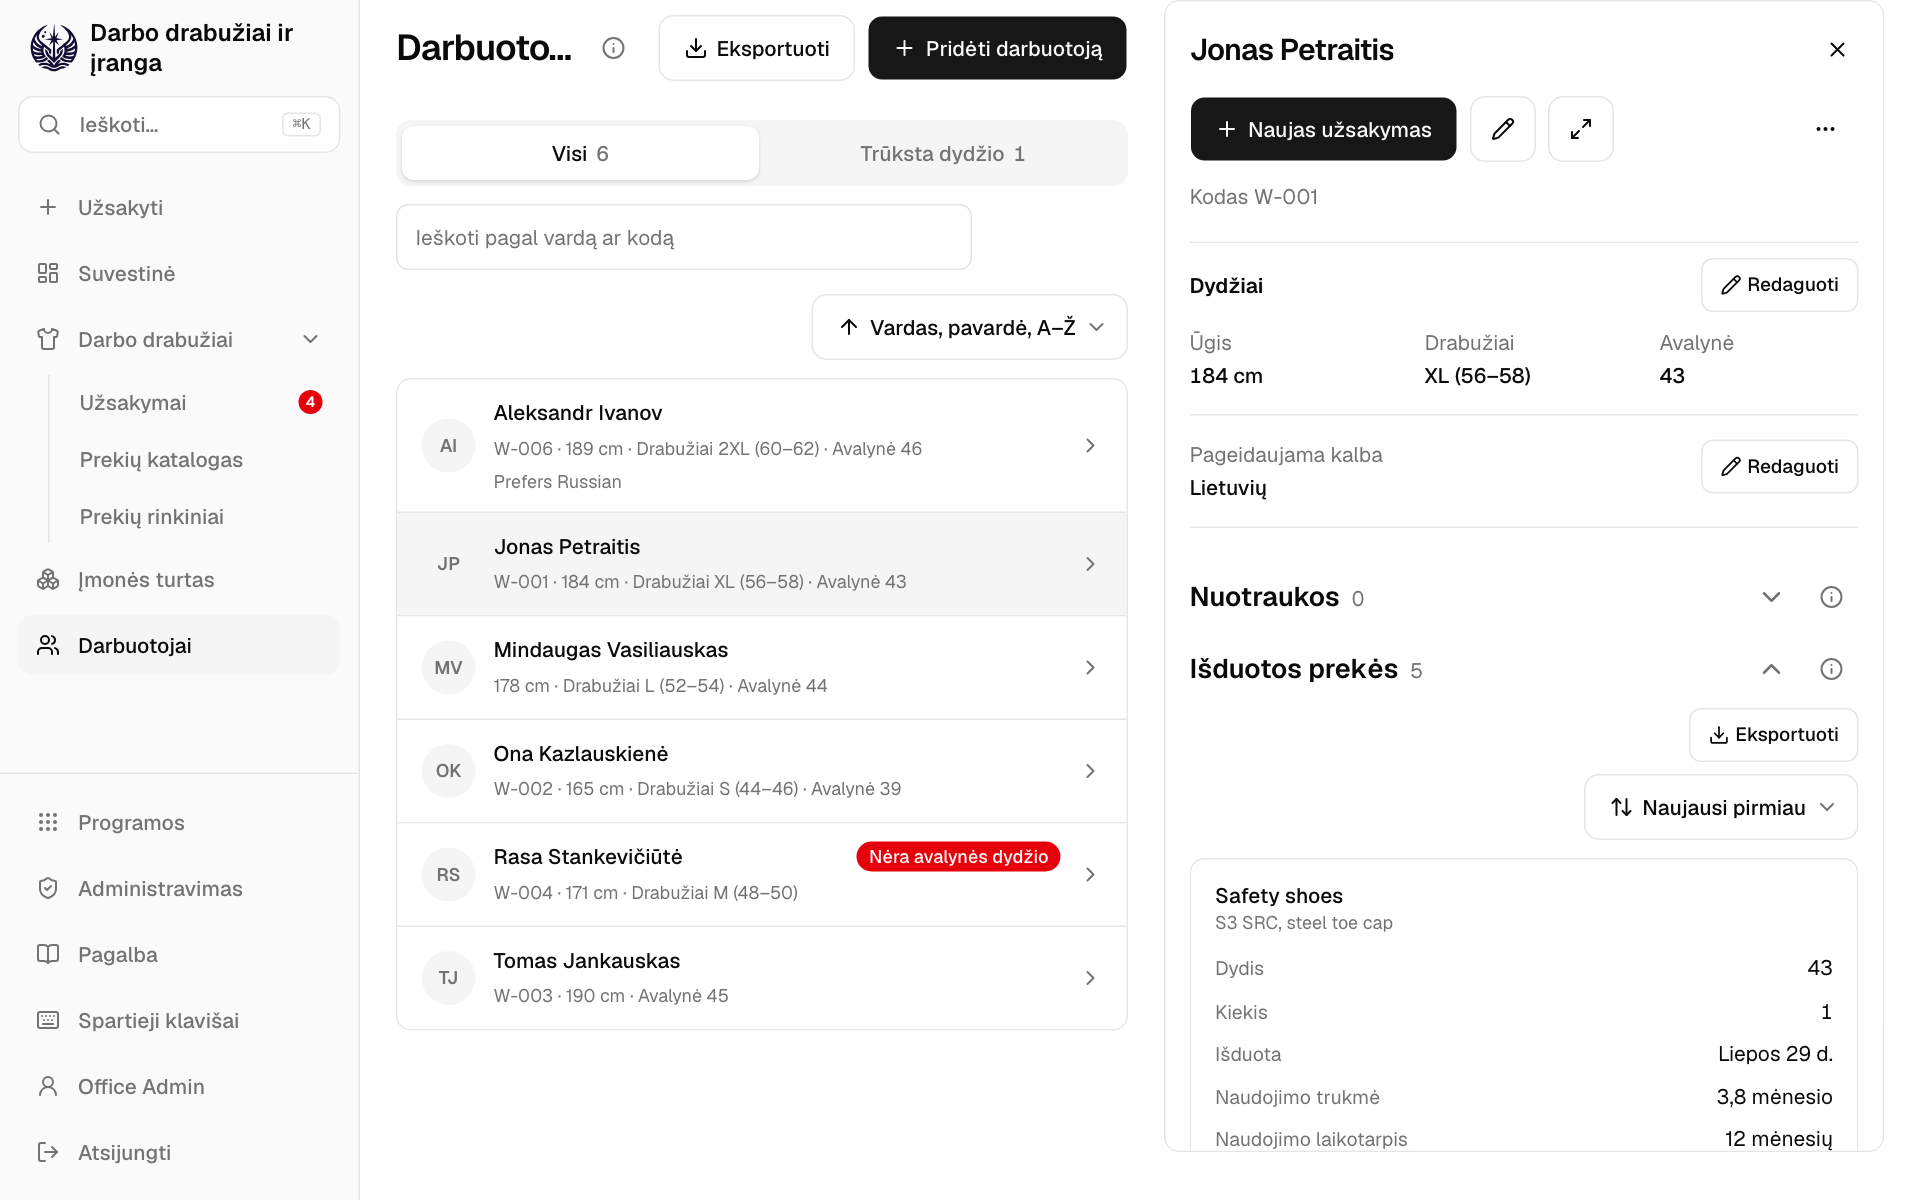 Darbo drabužiai ir
įranga
Ieškoti...
⌘K
Užsakyti
Suvestinė
Darbo drabužiai
Užsakymai
4
Prekių katalogas
Prekių rinkiniai
Įmonės turtas
Darbuotojai
Programos
Administravimas
Pagalba
Spartieji klavišai
Office Admin
Atsijungti
Darbuoto...
Eksportuoti
Pridėti darbuotoją
Visi 6
Trūksta dydžio 1
Ieškoti pagal vardą ar kodą
Vardas, pavardė, A–Ž
AI
Aleksandr Ivanov
W-006 · 189 cm · Drabužiai 2XL (60–62) · Avalynė 46
Prefers Russian
JP
Jonas Petraitis
W-001 · 184 cm · Drabužiai XL (56–58) · Avalynė 43
MV
Mindaugas Vasiliauskas
178 cm · Drabužiai L (52–54) · Avalynė 44
OK
Ona Kazlauskienė
W-002 · 165 cm · Drabužiai S (44–46) · Avalynė 39
RS
Rasa Stankevičiūtė
Nėra avalynės dydžio
W-004 · 171 cm · Drabužiai M (48–50)
TJ
Tomas Jankauskas
W-003 · 190 cm · Avalynė 45
Jonas Petraitis
Naujas užsakymas
Kodas W-001
Dydžiai
Redaguoti
Ūgis
Drabužiai
Avalynė
184 cm
XL (56–58)
43
Pageidaujama kalba
Redaguoti
Lietuvių
Nuotraukos 0
Išduotos prekės 5
Eksportuoti
Naujausi pirmiau
Safety shoes
S3 SRC, steel toe cap
Dydis
43
Kiekis
1
Išduota
Liepos 29 d.
Naudojimo trukmė
3,8 mėnesio
Naudojimo laikotarpis
12 mėnesių